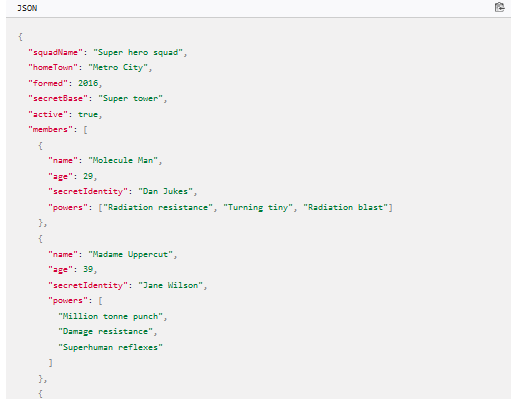 JSON
{
  "squadName": "Super hero squad",
  "homeTown": "Metro City",
  "formed": 2016,
  "secretBase": "Super tower",
  "active": true,
  "members": [
    {
      "name": "Molecule Man",
      "age": 29,
      "secretIdentity": "Dan Jukes",
      "powers": ["Radiation resistance", "Turning tiny", "Radiation blast"]
    },
    {
      "name": "Madame Uppercut",
      "age": 39,
      "secretIdentity": "Jane Wilson",
      "powers": [
        "Million tonne punch",
        "Damage resistance",
        "Superhuman reflexes"
      ]
    },
    {